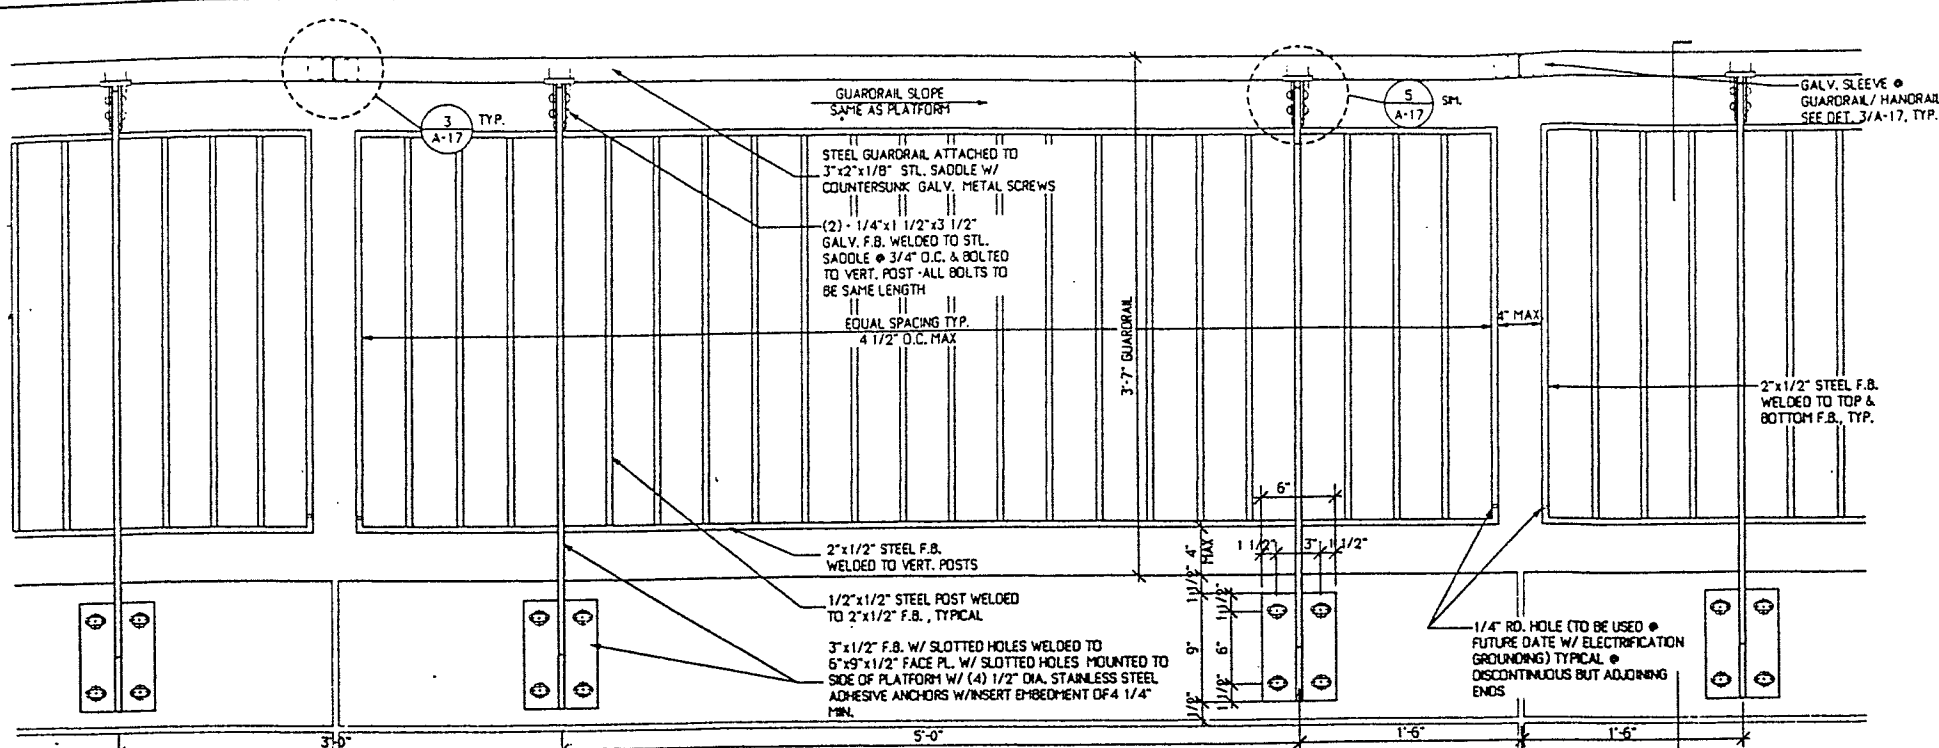 GUARDRAIL SLOPE
SAME AS PLATFORM
3
A-17
TYP.
5
A-17
SIM.
GALV. SLEEVE @
GUARDRAIL/ HANDRAIL
SEE DET. 3/A-17, TYP.
STEEL GUARDRAIL ATTACHED TO
3"x2"x1/8" STL. SADDLE W/
COUNTERSUNK GALV. METAL SCREWS
(2) - 1/4"x1 1/2"x3 1/2"
GALV. F.B. WELDED TO STL.
SADDLE @ 3/4" O.C. & BOLTED
TO VERT. POST -ALL BOLTS TO
BE SAME LENGTH
EQUAL SPACING TYP.
4 1/2" O.C. MAX
3'-7" GUARDRAIL
4" MAX
2"x1/2" STEEL F.B.
WELDED TO TOP &
BOTTOM F.B., TYP.
6"
1 1/2"
3"
1 1/2"
4"
MAX
1 1/2"
1 1/2"
9"
6"
1 1/2"
1/2"
2"x1/2" STEEL F.B.
WELDED TO VERT. POSTS
1/2"x1/2" STEEL POST WELDED
TO 2"x1/2" F.B. , TYPICAL
3"x1/2" F.B. W/ SLOTTED HOLES WELDED TO
6"x9"x1/2" FACE PL. W/ SLOTTED HOLES MOUNTED TO
SIDE OF PLATFORM W/ (4) 1/2" DIA. STAINLESS STEEL
ADHESIVE ANCHORS W/INSERT EMBEDMENT OF 4 1/4"
MIN.
1/4" RD. HOLE (TO BE USED @
FUTURE DATE W/ ELECTRIFICATION
GROUNDING) TYPICAL @
DISCONTINUOUS BUT ADJOINING
ENDS
3'-0"
5'-0"
1'-6"
1'-6"